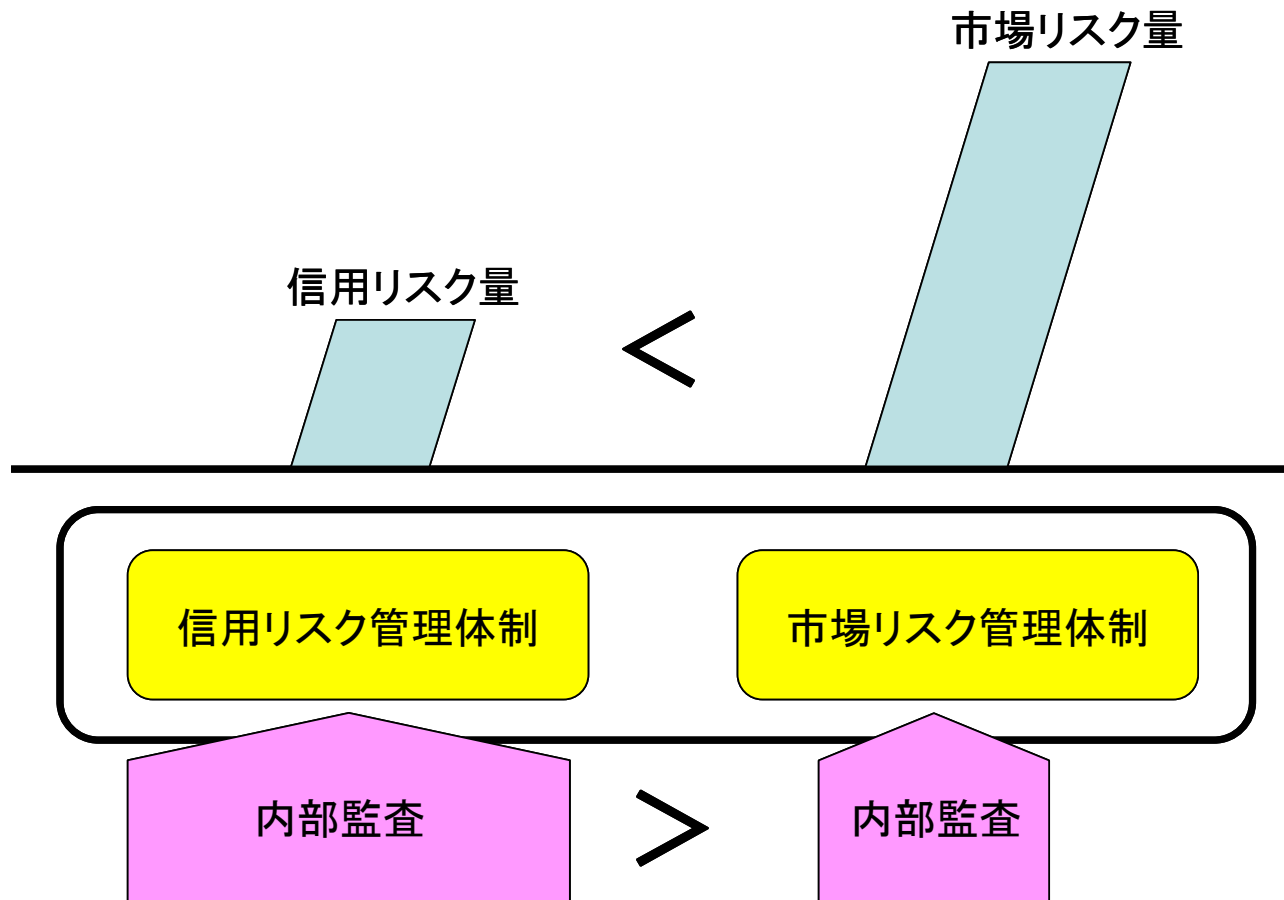 市場リスク量
信用リスク量
<
信用リスク管理体制
市場リスク管理体制
内部監査
>
内部監査